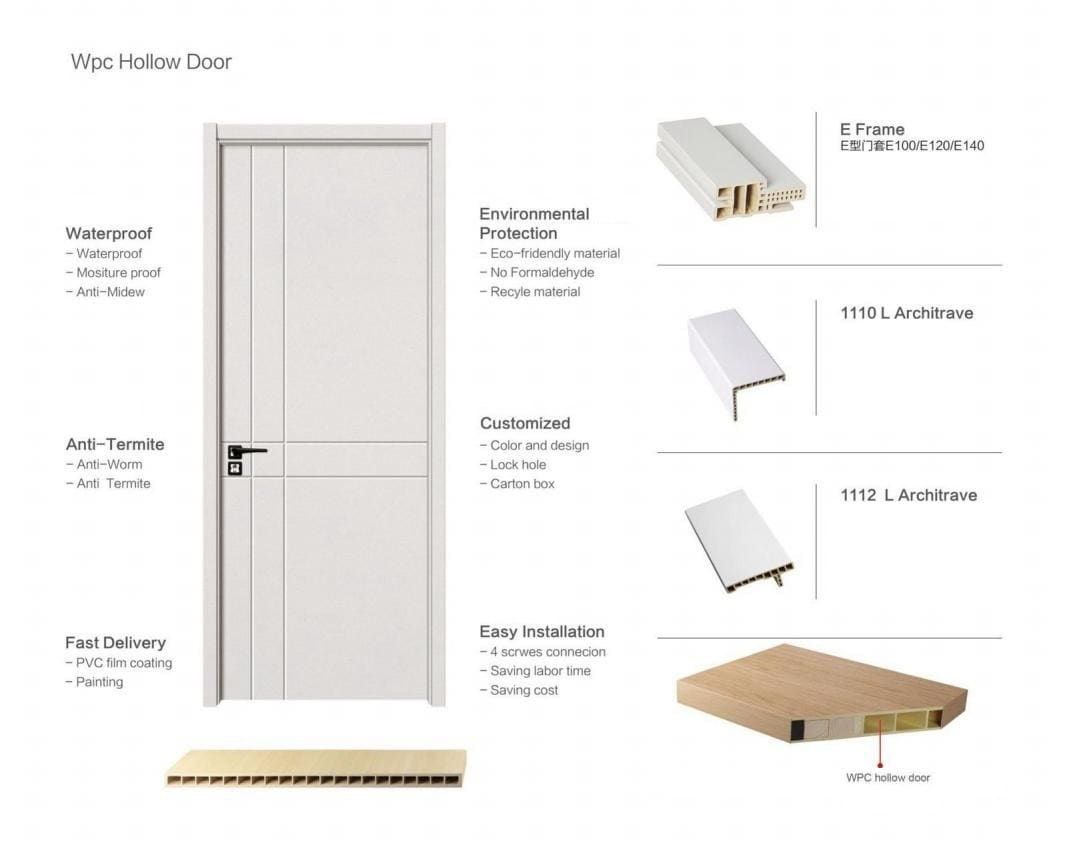 Wpc Hollow Door
Waterproof
- Waterproof
- Mositure proof
- Anti-Midew
Anti-Termite
- Anti-Worm
- Anti Termite
Fast Delivery
- PVC film coating
- Painting
Environmental
Protection
- Eco-fridendly material
- No Formaldehyde
- Recyle material
Customized
- Color and design
- Lock hole
- Carton box
Easy Installation
- 4 scrwes connecion
- Saving labor time
- Saving cost
E Frame
E型门套E100/E120/E140
1110 L Architrave
1112 L Architrave
WPC hollow door